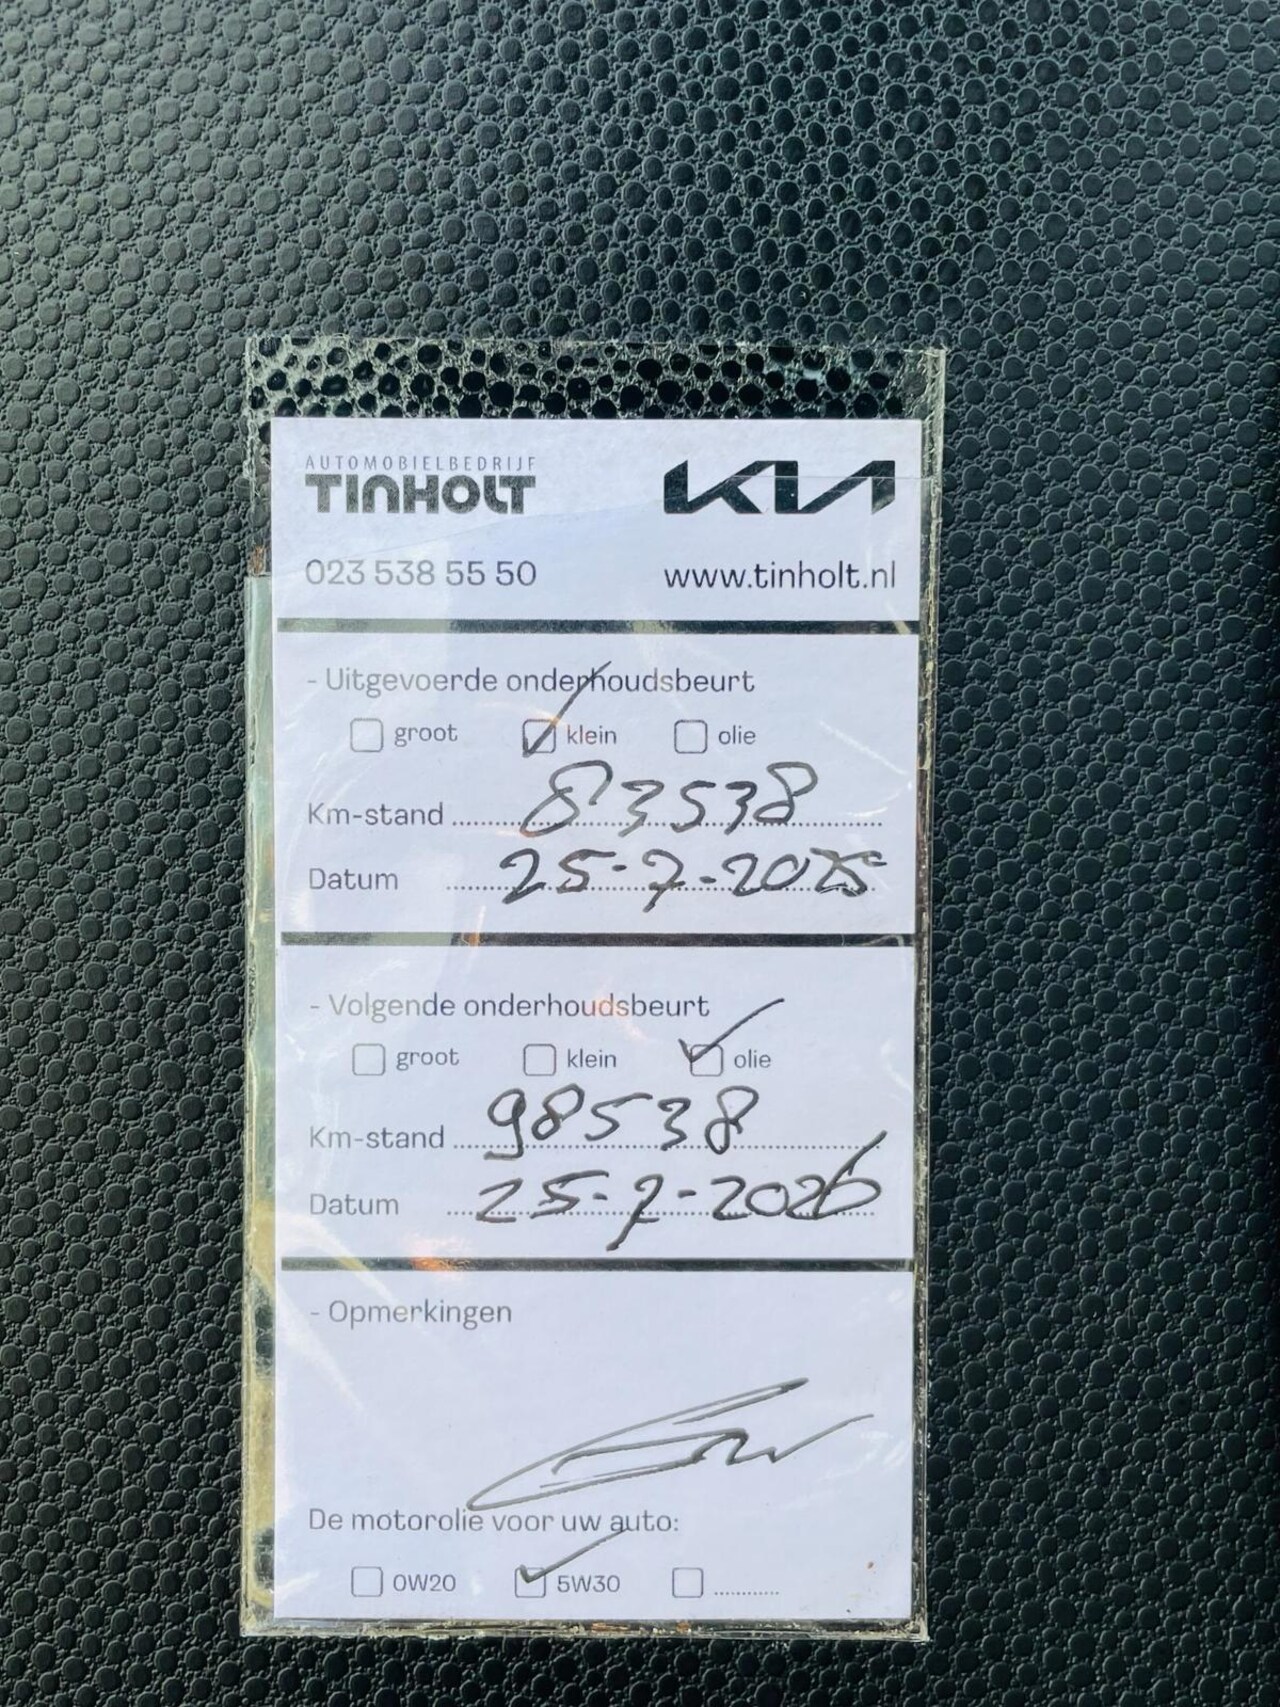 AUTOMOBIELBEDRIJF
TINHOLT
KIA
023 538 55 50 www.tinholt.nl
- Uitgevoerde onderhoudsbeurt
groot klein olie
Km-stand 83538
Datum 25-7-2025
- Volgende onderhoudsbeurt
groot klein olie
Km-stand 98538
Datum 25-7-2026
- Opmerkingen
De motorolie voor uw auto:
0W20 5W30 ............